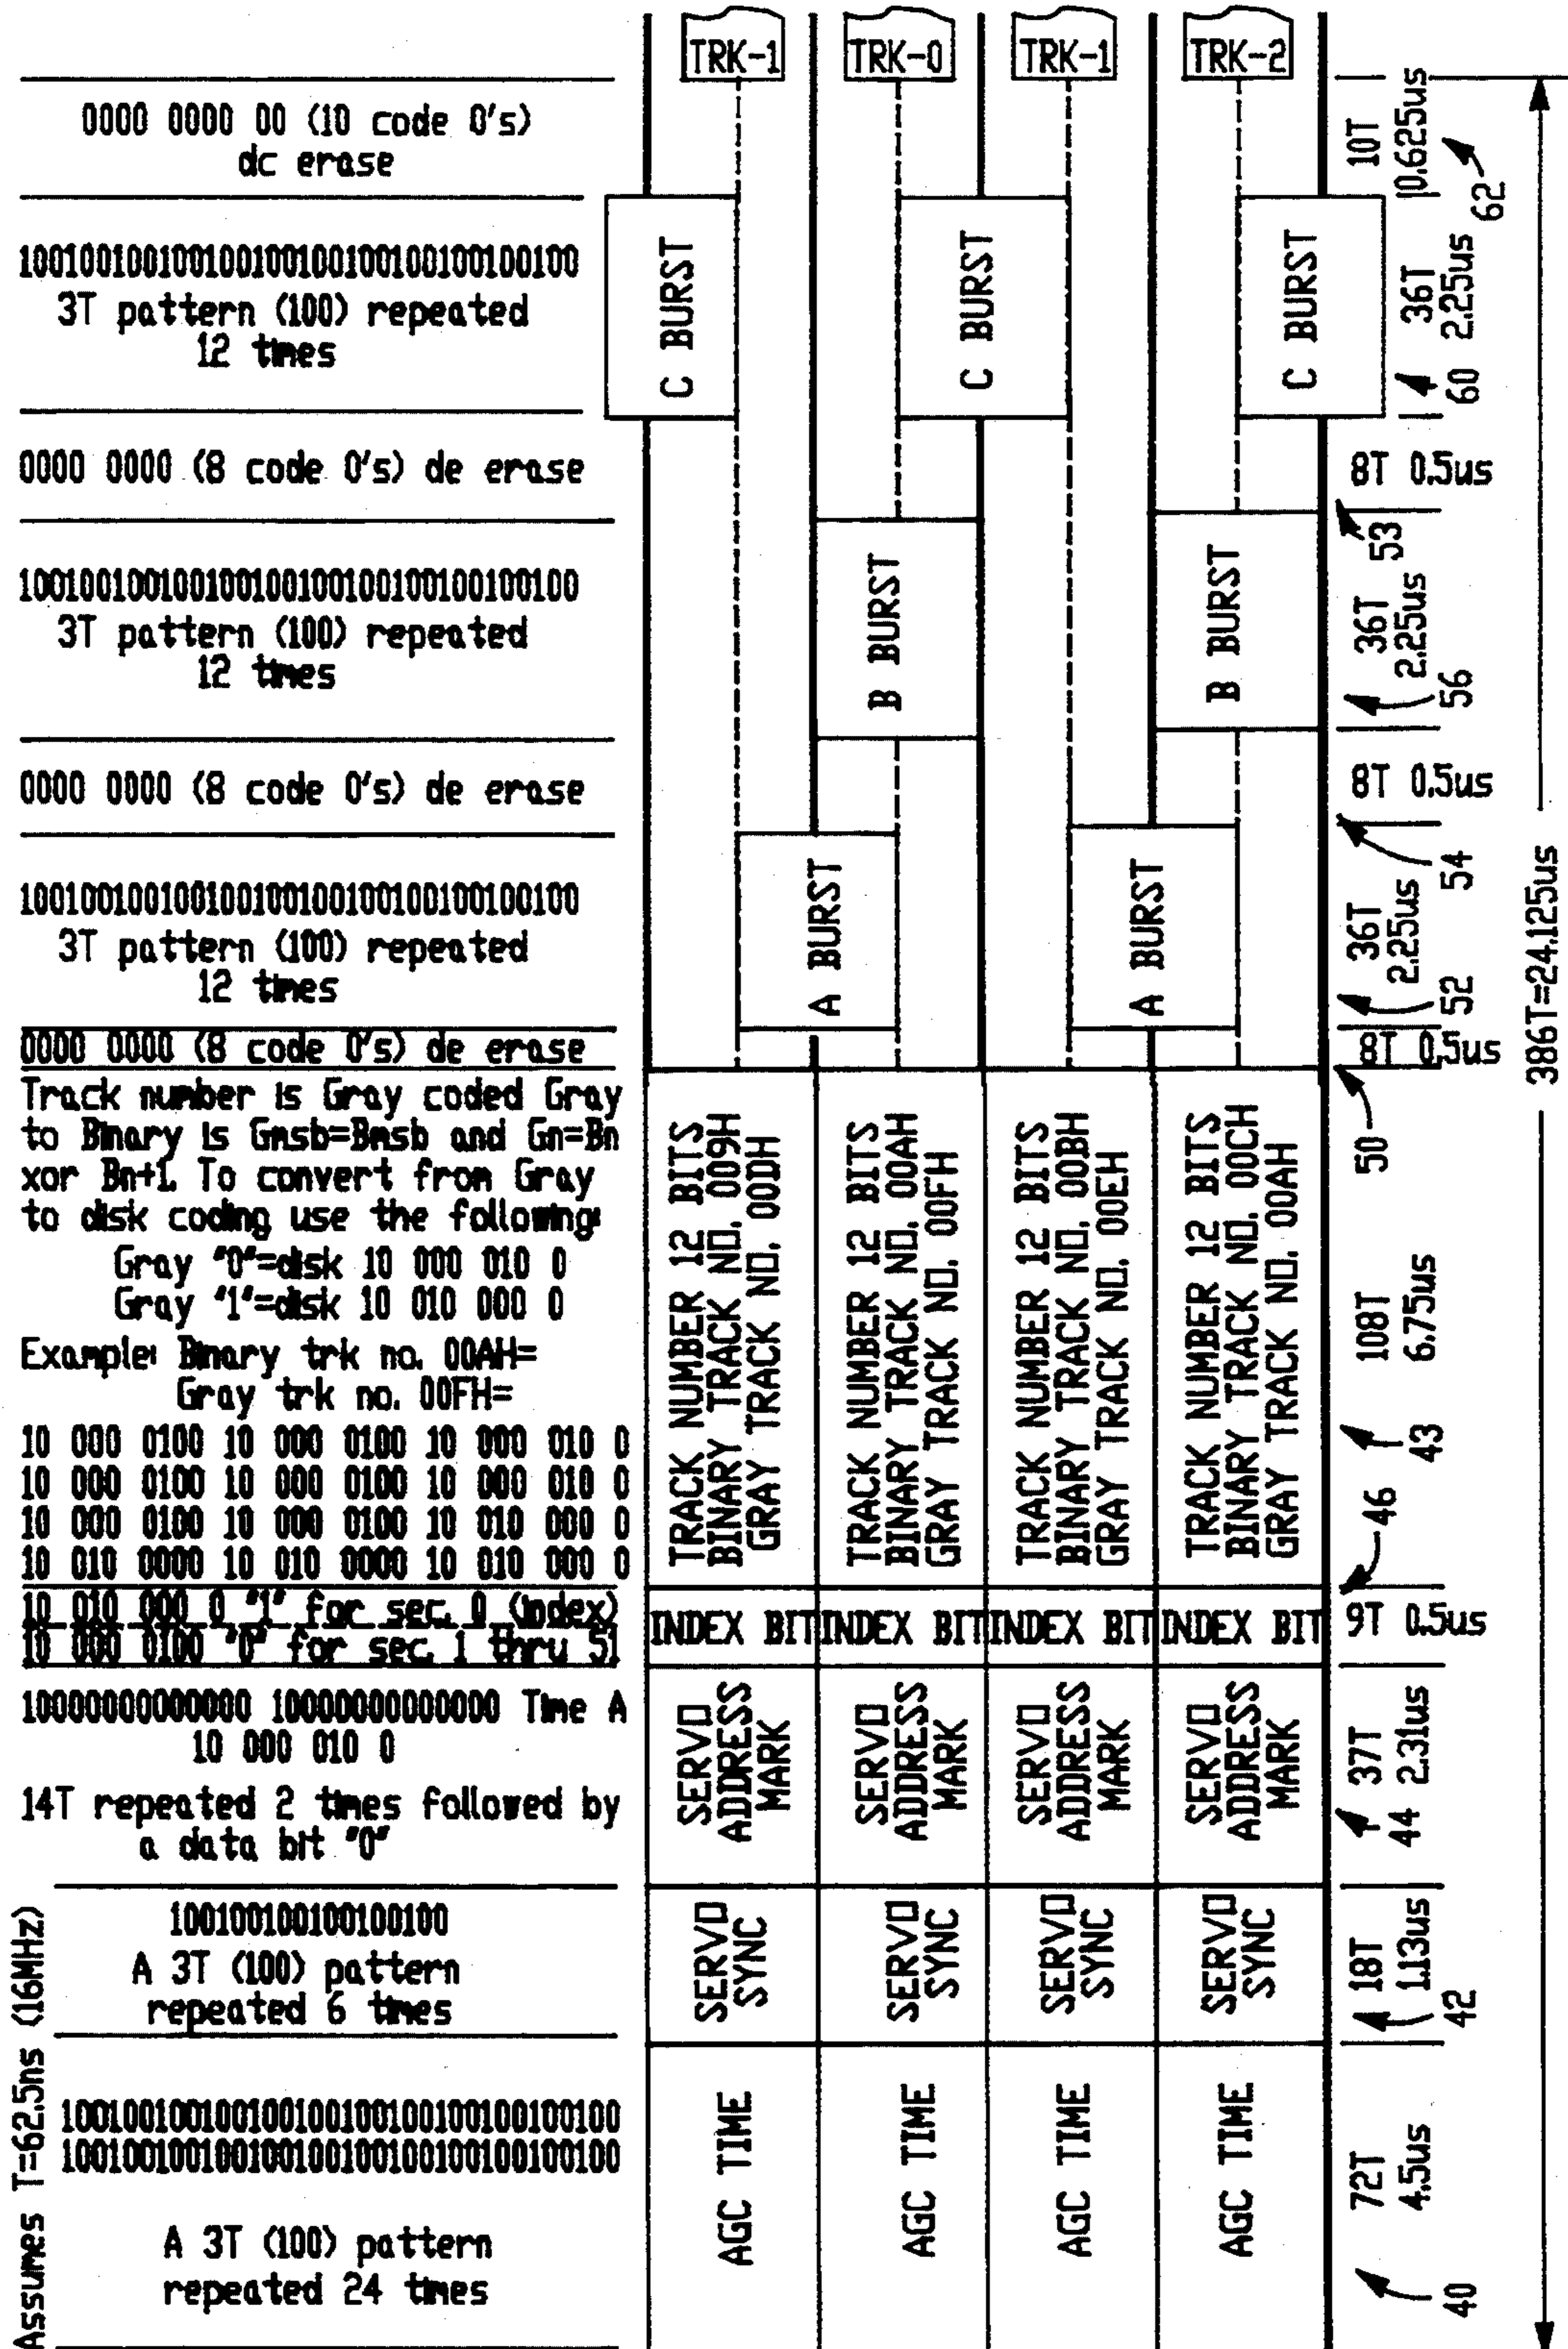 TRK-1
TRK-0
TRK-1
TRK-2
0000 0000 00 (10 code 0's)
dc erase
10T
0.625us
62
100100100100100100100100100100100100
3T pattern (100) repeated
12 times
C BURST
C BURST
C BURST
36T
2.25us
60
0000 0000 (8 code 0's) de erase
8T 0.5us
53
100100100100100100100100100100100100
3T pattern (100) repeated
12 times
B BURST
B BURST
36T
2.25us
56
0000 0000 (8 code 0's) de erase
8T 0.5us
54
100100100100100100100100100100100100
3T pattern (100) repeated
12 times
A BURST
A BURST
36T
2.25us
52
386T=24.125us
0000 0000 (8 code 0's) de erase
8T 0.5us
50
Track number is Gray coded Gray
to Binary is Gmsb=Bmsb and Gn=Bn
xor Bn+1. To convert from Gray
to disk coding use the following:
Gray "0"=disk 10 000 010 0
Gray "1"=disk 10 010 000 0
Example: Binary trk no. 00AH=
Gray trk no. 00FH=
10 000 0100 10 000 0100 10 000 010 0
10 000 0100 10 000 0100 10 000 010 0
10 000 0100 10 000 0100 10 010 000 0
10 010 0000 10 010 0000 10 010 000 0
TRACK NUMBER 12 BITS
BINARY TRACK NO. 009H
GRAY TRACK NO. 00DH
TRACK NUMBER 12 BITS
BINARY TRACK NO. 00AH
GRAY TRACK NO. 00FH
TRACK NUMBER 12 BITS
BINARY TRACK NO. 00BH
GRAY TRACK NO. 00EH
TRACK NUMBER 12 BITS
BINARY TRACK NO. 00CH
GRAY TRACK NO. 00AH
108T
6.75us
43
46
10 010 000 0 "1" for sec. 0 (index)
10 000 0100 "0" for sec. 1 thru 51
INDEX BIT
INDEX BIT
INDEX BIT
INDEX BIT
9T 0.5us
10000000000000 10000000000000 Time A
10 000 010 0
14T repeated 2 times followed by
a data bit "0"
SERVO
ADDRESS
MARK
SERVO
ADDRESS
MARK
SERVO
ADDRESS
MARK
SERVO
ADDRESS
MARK
37T
2.31us
44
100100100100100100
A 3T (100) pattern
repeated 6 times
SERVO
SYNC
SERVO
SYNC
SERVO
SYNC
SERVO
SYNC
18T
1.13us
42
Assumes T=62.5ns (16MHz)
100100100100100100100100100100100100
100100100100100100100100100100100100
A 3T (100) pattern
repeated 24 times
AGC TIME
AGC TIME
AGC TIME
AGC TIME
72T
4.5us
40